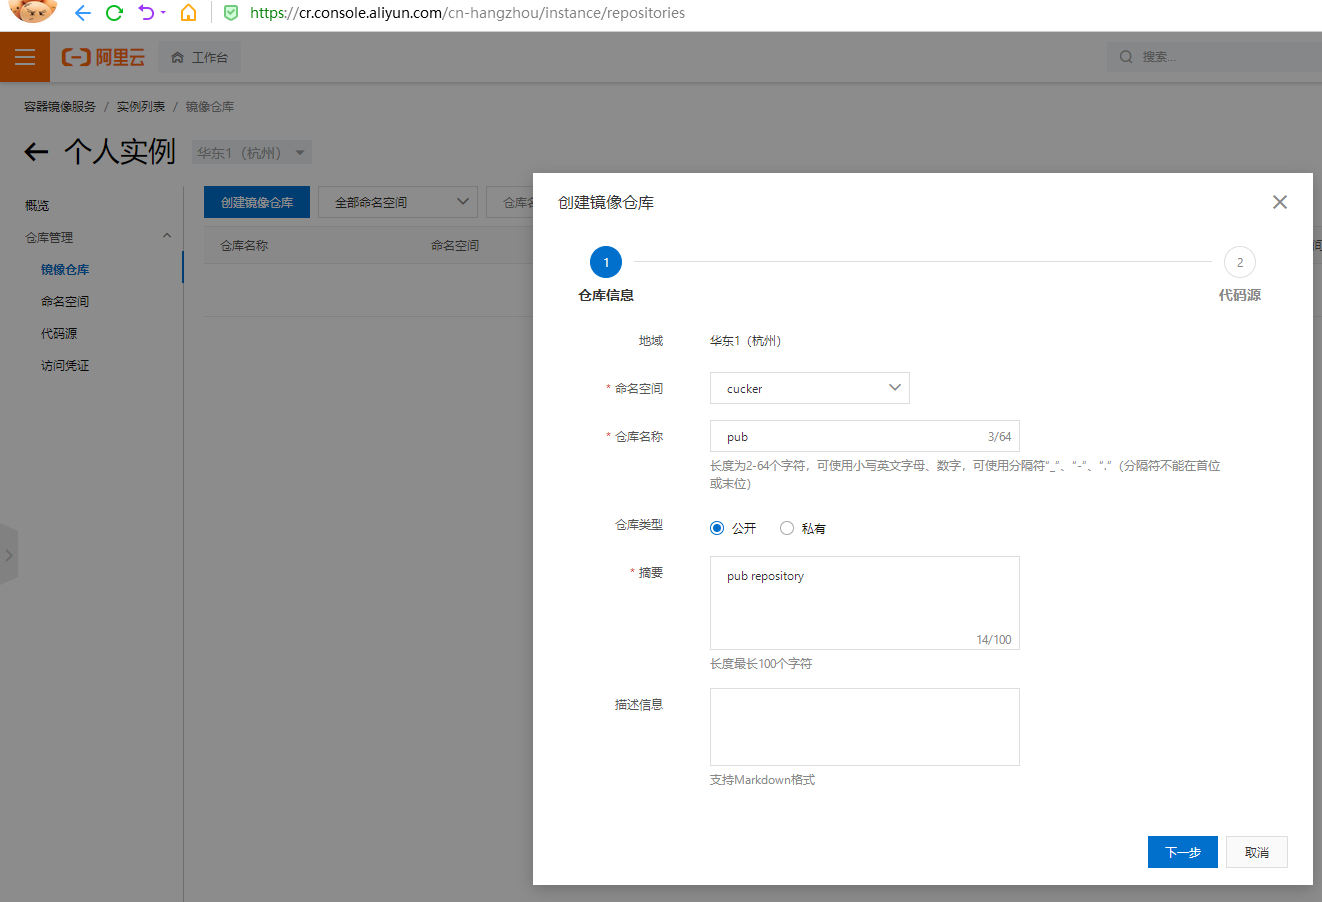 https://cr.console.aliyun.com/cn-hangzhou/instance/repositories
阿里云
工作台
搜索...
容器镜像服务 / 实例列表 / 镜像仓库
个人实例
华东1（杭州）
概览
仓库管理
镜像仓库
命名空间
代码源
访问凭证
创建镜像仓库
全部命名空间
仓库名称
命名空间
创建镜像仓库
1
2
仓库信息
代码源
地域
华东1（杭州）
* 命名空间
cucker
* 仓库名称
pub
3/64
长度为2-64个字符，可使用小写英文字母、数字，可使用分隔符“_”、“-”、“.”（分隔符不能在首位
或末位）
仓库类型
公开
私有
* 摘要
pub repository
14/100
长度最长100个字符
描述信息
支持Markdown格式
下一步
取消